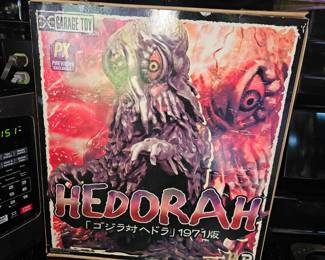 GARAGE TOY
PX
PREVIEWS
EXCLUSIVE
HEDORAH
「ゴジラ対ヘドラ」1971版